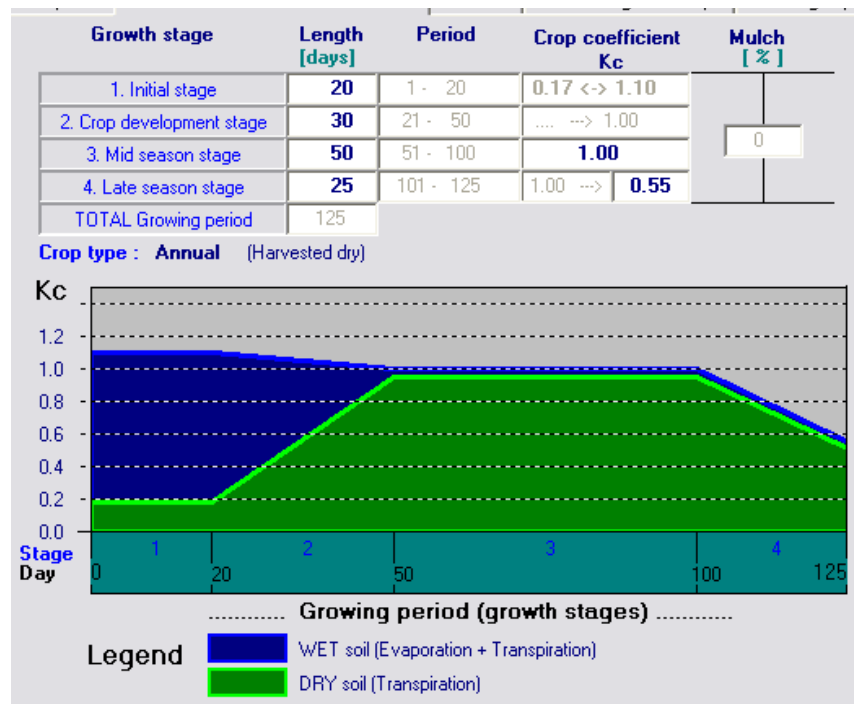 Growth stage Length Period Crop coefficient Mulch
[days] Kc [ % ]
1. Initial stage 20 1 - 20 0.17 <-> 1.10
2. Crop development stage 30 21 - 50 .... ---> 1.00
0
3. Mid season stage 50 51 - 100 1.00
4. Late season stage 25 101 - 125 1.00 ---> 0.55
TOTAL Growing period 125
Crop type : Annual (Harvested dry)
Kc
1.2
1.0
0.8
0.6
0.4
0.2
0.0
Stage 1 2 3 4
Day 0 20 50 100 125
............ Growing period (growth stages) ............
Legend
WET soil (Evaporation + Transpiration)
DRY soil (Transpiration)